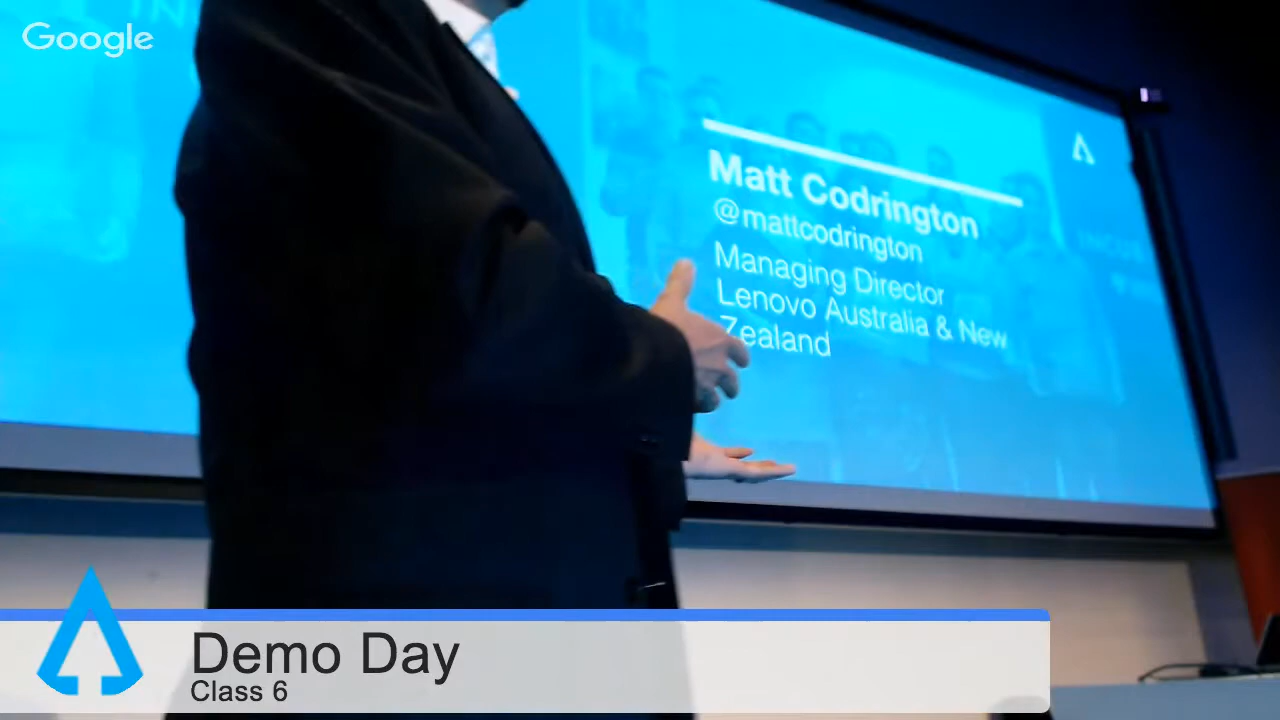 Google
Matt Codrington
@mattcodrington
Managing Director
Lenovo Australia & New
Zealand
Demo Day
Class 6